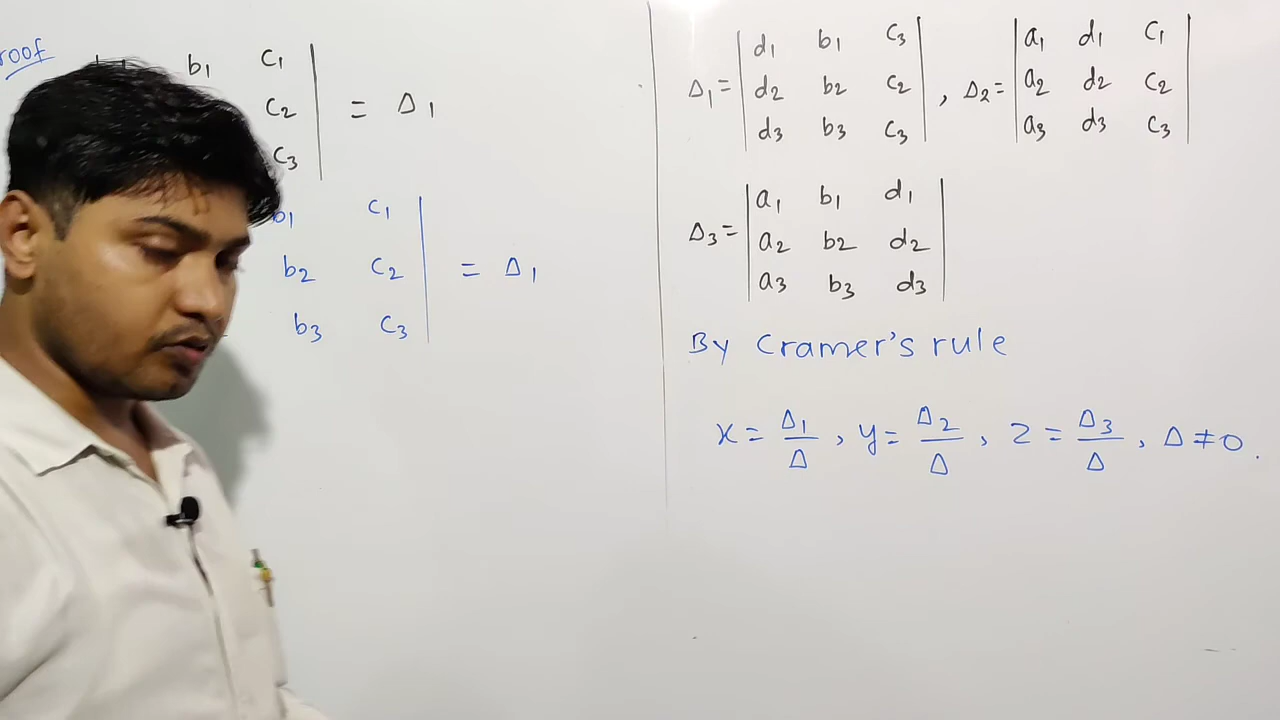 roof
b₁ c₁
c₂ = Δ₁
c₃
b₁ c₁
b₂ c₂ = Δ₁
b₃ c₃
Δ₁ = | d₁ b₁ c₃ |
| d₂ b₂ c₂ | , Δ₂ =
| d₃ b₃ c₃ |
| a₁ d₁ c₁ |
| a₂ d₂ c₂ |
| a₃ d₃ c₃ |
Δ₃ = | a₁ b₁ d₁ |
| a₂ b₂ d₂ |
| a₃ b₃ d₃ |
By Cramer's rule
x = Δ₁/Δ , y = Δ₂/Δ , z = Δ₃/Δ , Δ ≠ 0 .